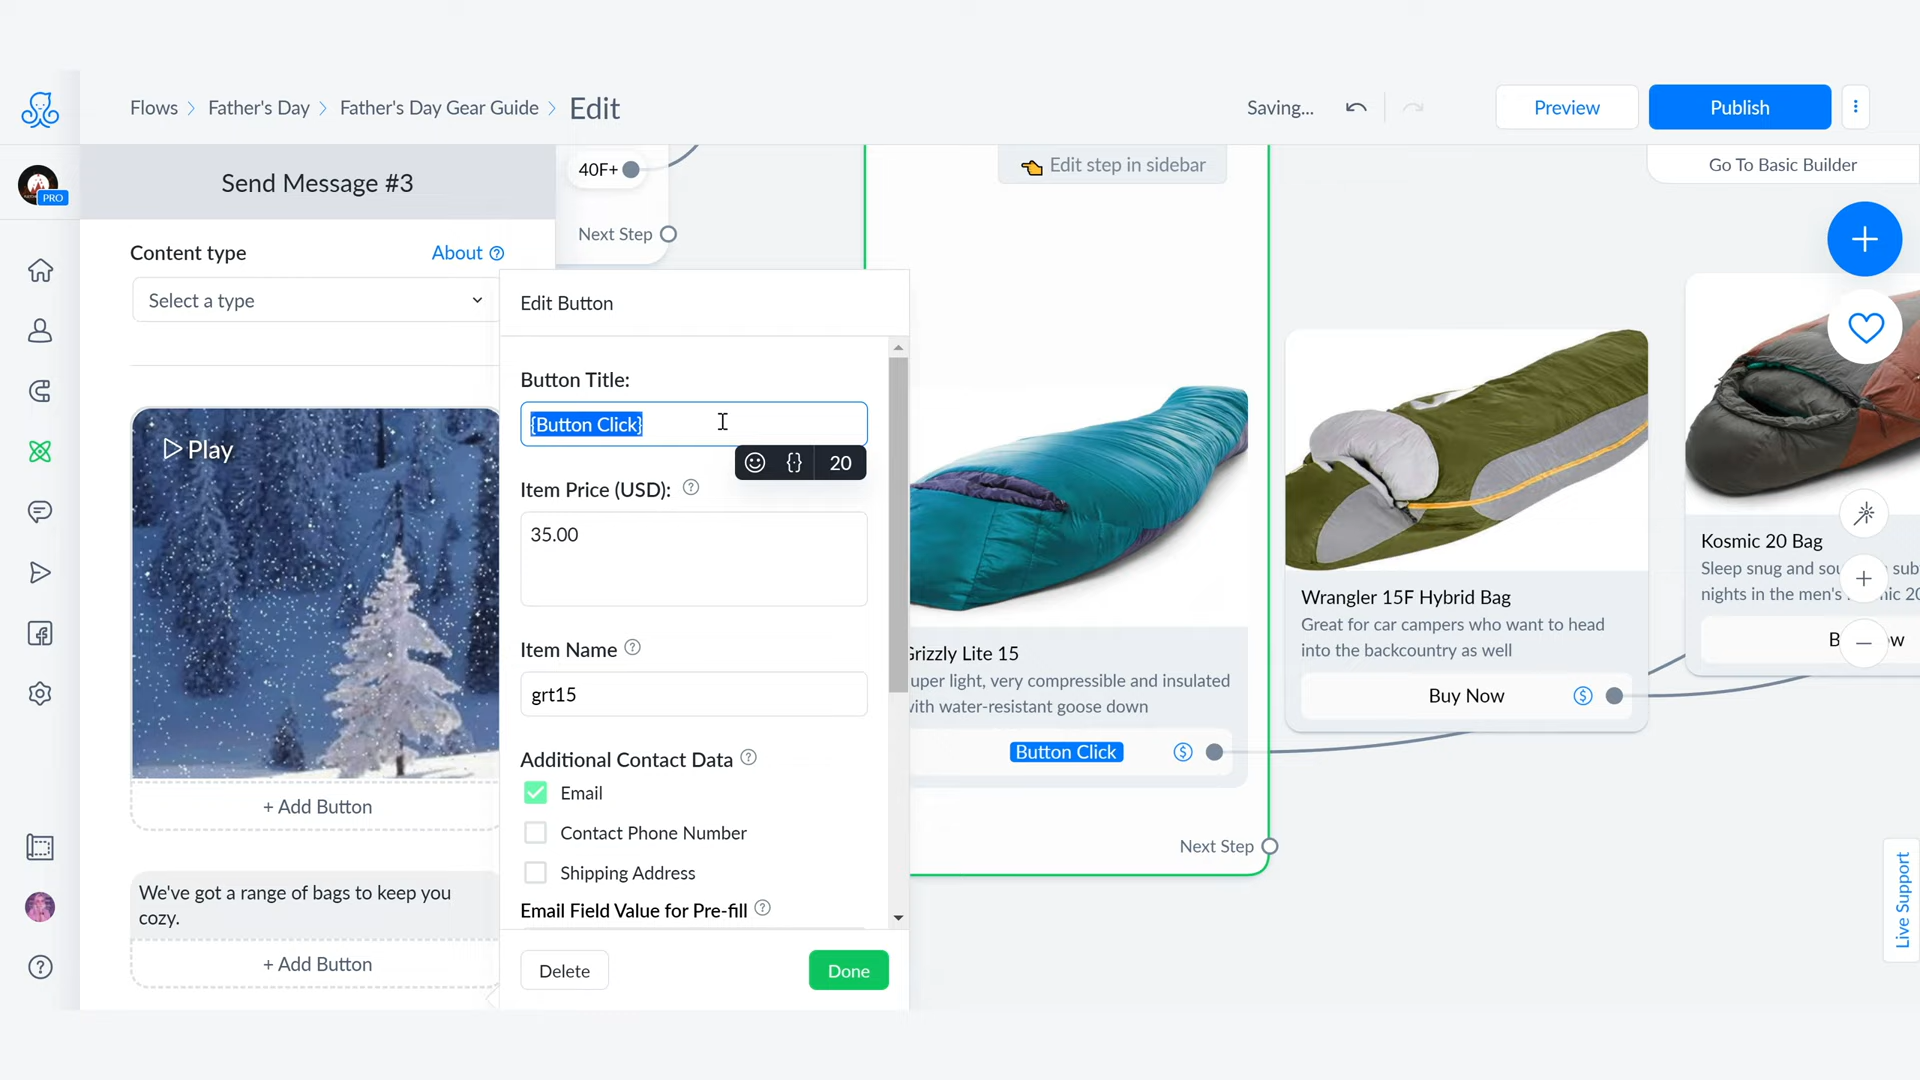 Flows > Father's Day > Father's Day Gear Guide > Edit
Saving...
Preview
Publish
PRO
Send Message #3
Content type
About
Select a type
Play
+ Add Button
We've got a range of bags to keep you
cozy.
+ Add Button
40F+
Next Step
Edit Button
Button Title:
{Button Click}
20
Item Price (USD):
35.00
Item Name
grt15
Additional Contact Data
Email
Contact Phone Number
Shipping Address
Email Field Value for Pre-fill
Delete
Done
Edit step in sidebar
Grizzly Lite 15
uper light, very compressible and insulated
with water-resistant goose down
Button Click
Next Step
Wrangler 15F Hybrid Bag
Great for car campers who want to head
into the backcountry as well
Buy Now
Go To Basic Builder
Kosmic 20 Bag
Sleep snug and sou sub
nights in the men's nic 20
B w
Live Support